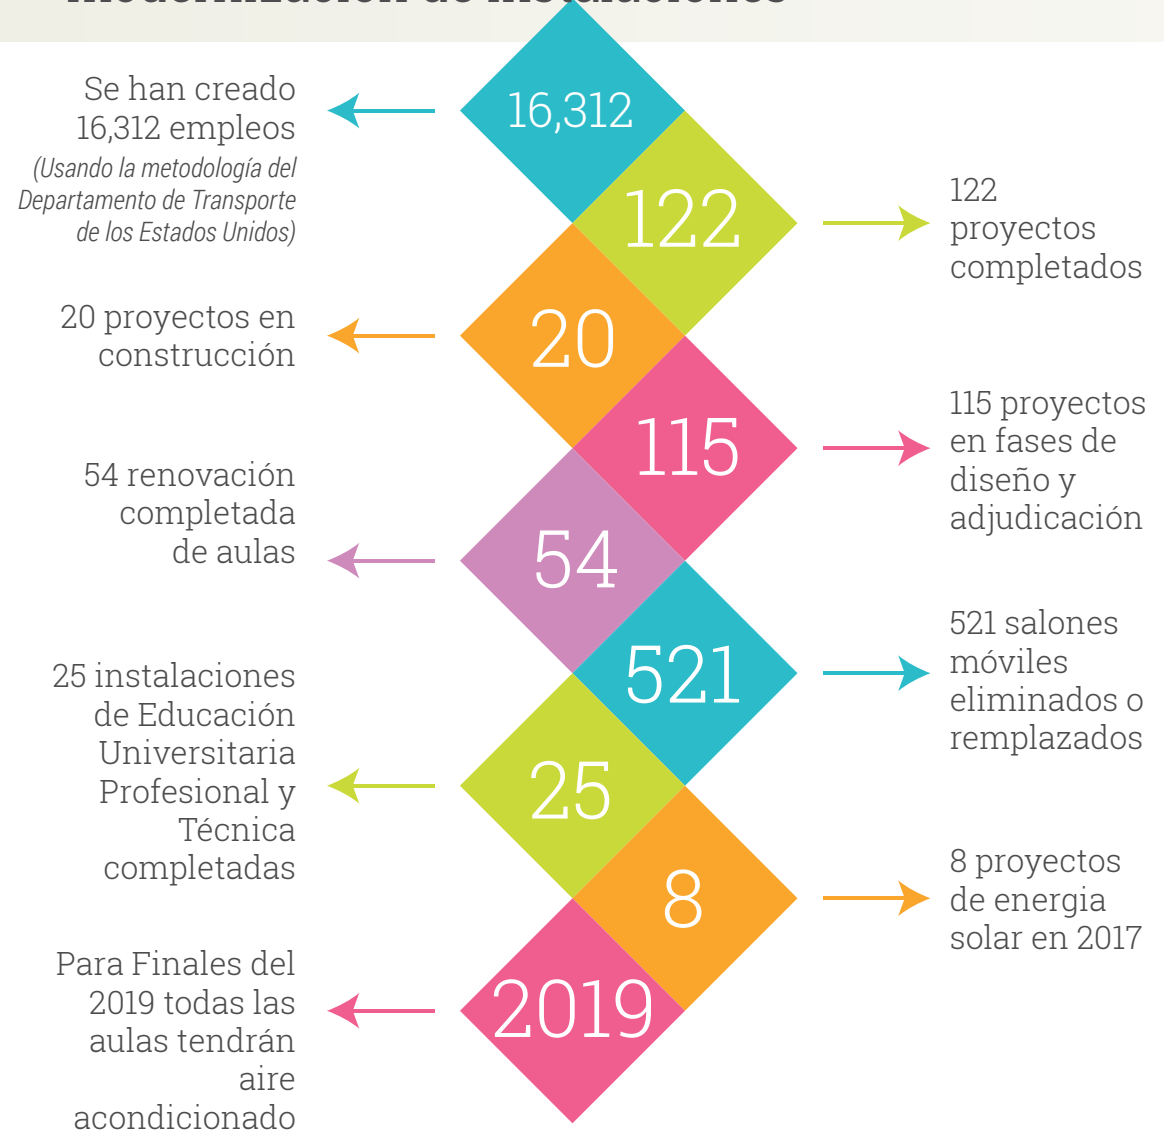 modernización de instalaciones
Se han creado
16,312 empleos
(Usando la metodología del
Departamento de Transporte
de los Estados Unidos)
16,312
122
122
proyectos
completados
20 proyectos en
construcción
20
115
115 proyectos
en fases de
diseño y
adjudicación
54 renovación
completada
de aulas
54
521
521 salones
móviles
eliminados o
remplazados
25 instalaciones
de Educación
Universitaria
Profesional y
Técnica
completadas
25
8
8 proyectos
de energia
solar en 2017
Para Finales del
2019 todas las
aulas tendrán
aire
acondicionado
2019